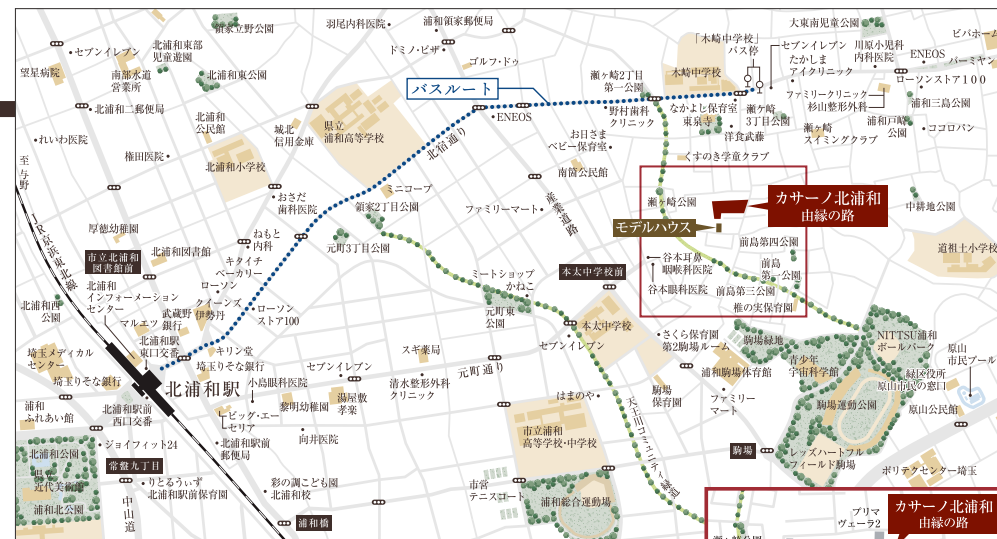 領家立野公園
羽尾内科医院
浦和領家郵便局
大東南児童公園
セブンイレブン
北浦和東部
児童遊園
ドミノ・ピザ
「木崎中学校」
バス停
セブンイレブン
川原小児科
内科医院
ENEOS
ビバホーム
望星病院
南部水道
営業所
北浦和東公園
ゴルフ・ドゥ
瀬ヶ崎2丁目
第一公園
木崎中学校
たかしま
アイクリニック
バーミヤン
ローソンストア100
バスルート
ファミリークリニック
杉山整形外科
浦和三島公園
北浦和二郵便局
北浦和
公民館
城北
信用金庫
県立
浦和高等学校
ENEOS
野村歯科
クリニック
なかよし保育室
東泉寺
瀬ヶ崎
3丁目公園
洋食武藤
瀬ヶ崎
スイミングクラブ
浦和戸崎
公園
ココロパン
れいわ医院
権田医院
北浦和小学校
北宿通り
お日さま
ベビー保育室
くすのき学童クラブ
南箇公民館
至与野
ミニコープ
おさだ
歯科医院
領家2丁目公園
ファミリーマート
産業道路
瀬ヶ崎公園
カサーノ北浦和
由縁の路
中耕地公園
モデルハウス
JR京浜東北線
厚徳幼稚園
ねもと
内科
元町3丁目公園
前島第四公園
道祖土小学校
市立北浦和
図書館前
北浦和図書館
キタイチ
ベーカリー
ローソン
谷本耳鼻
咽喉科医院
谷本眼科医院
前島
第二公園
前島第三公園
椎の実保育園
本太中学校前
ミートショップ
かねこ
北浦和
インフォーメーション
センター
北浦和西
公園
武蔵野
銀行
クイーンズ
伊勢丹
ローソン
ストア100
マルエツ
元町東
公園
本太中学校
セブンイレブン
さくら保育園
第2駒場ルーム
駒場緑地
NITTSU浦和
ボールパーク
北浦和駅
東口交番
キリン堂
埼玉りそな銀行
スギ薬局
元町通り
浦和駒場体育館
青少年
宇宙科学館
原山
市民プール
埼玉メディカル
センター
埼玉りそな銀行
北浦和駅
小島眼科医院
セブンイレブン
清水整形外科
クリニック
はまのや
駒場
保育園
ファミリー
マート
緑区役所
原山市民の窓口
原山公民館
駒場運動公園
浦和
ふれあい館
北浦和駅前
西口交番
ビッグ・エー
セリア
黎明幼稚園
湯屋敷
孝楽
向井医院
市立浦和
高等学校・中学校
天王川コミュニティ緑道
駒場
レッズハートフル
フィールド駒場
ポリテクセンター埼玉
ジョイフィット24
北浦和駅前
郵便局
北浦和公園
県立
近代美術館
浦和北公園
常盤九丁目
りとるうぃず
北浦和駅前保育園
彩の調こども園
北浦和校
中山道
浦和橋
市営
テニスコート
浦和総合運動場
プリマ
ヴェーラ2
カサーノ北浦和
由縁の路